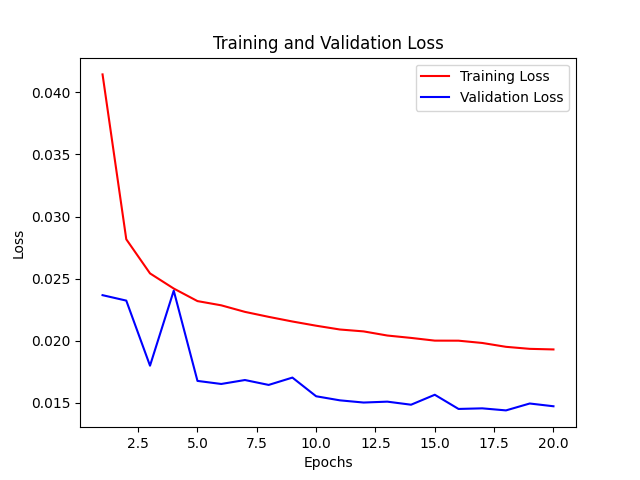 Training and Validation Loss
Training Loss
Validation Loss
0.040
0.035
0.030
0.025
0.020
0.015
Loss
2.5 5.0 7.5 10.0 12.5 15.0 17.5 20.0
Epochs